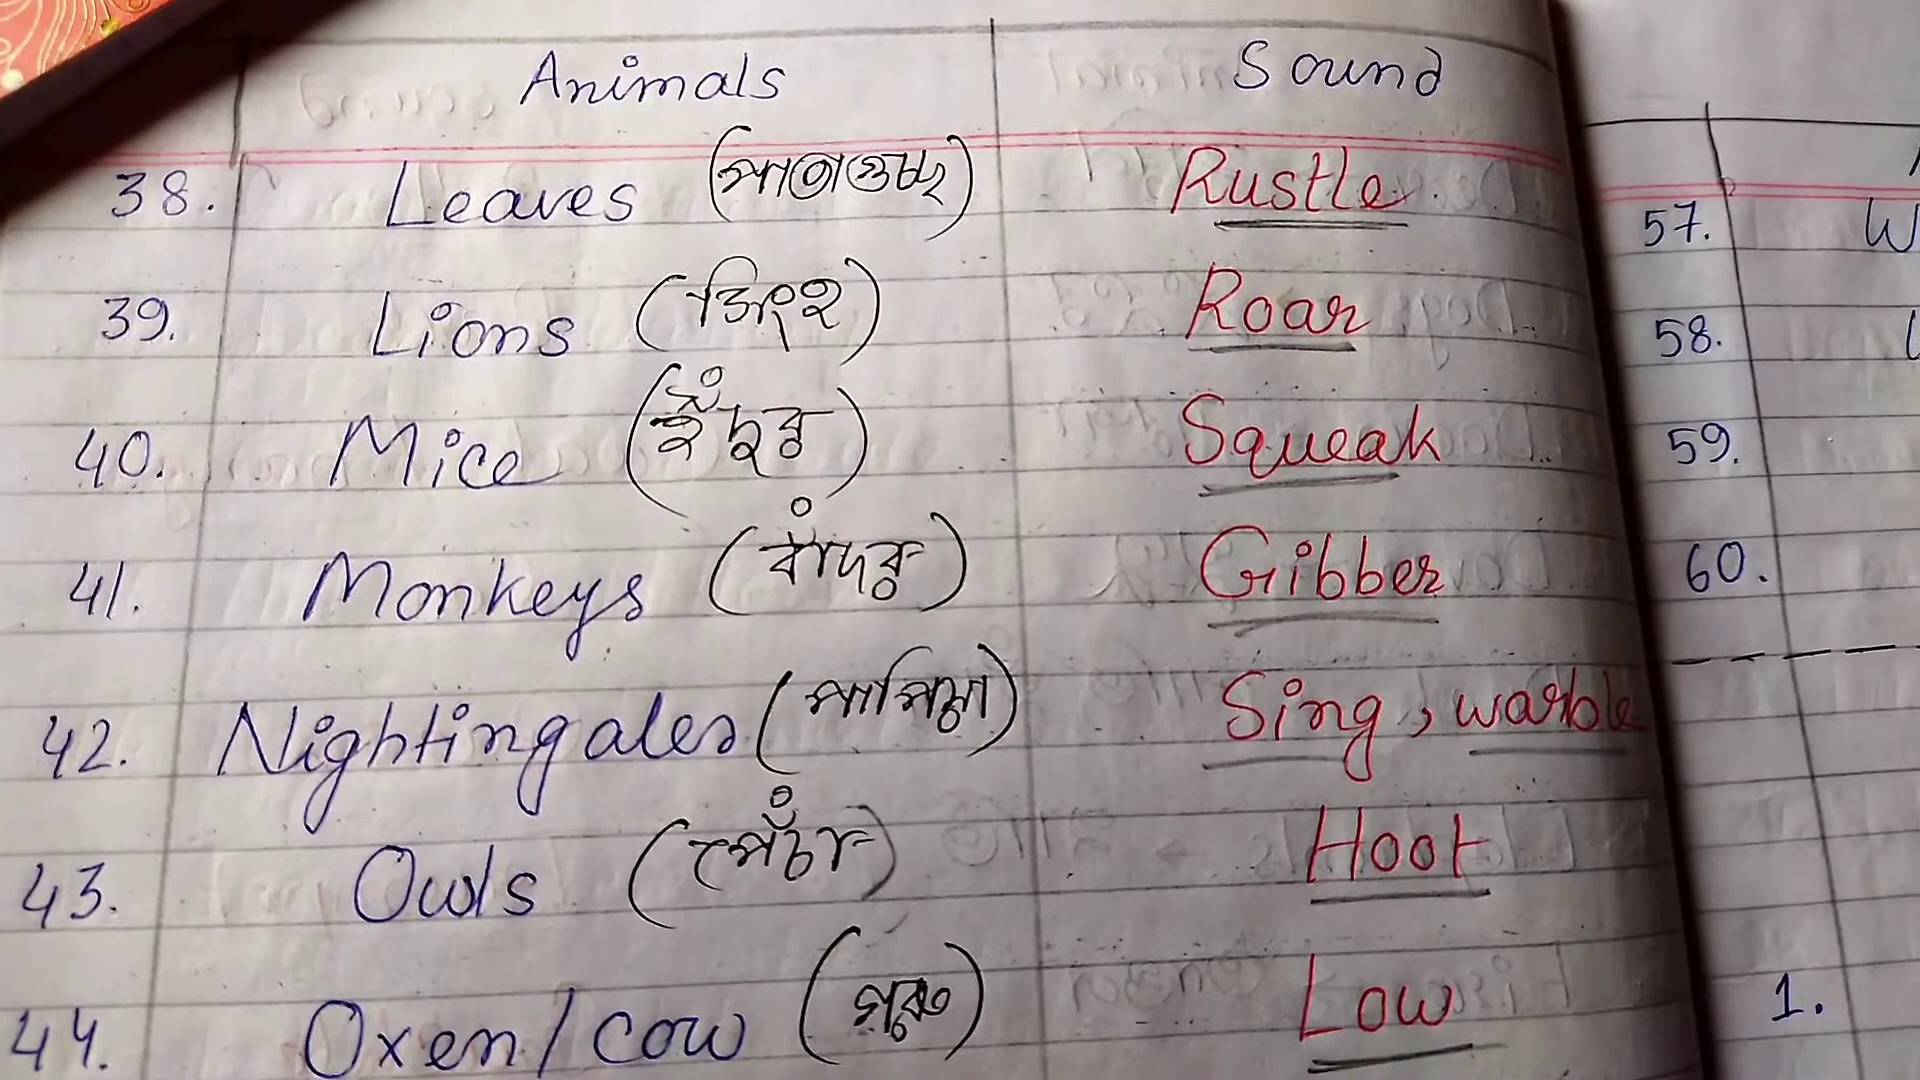 Animals Sound
38. Leaves (পাতাগুচ্ছ) Rustle
39. Lions (সিংহ) Roar
40. Mice (ইঁদুর) Squeak
41. Monkeys (বাঁদর) Gibber
42. Nightingales (পাপিয়া) Sing, warble
43. Owls (পেঁচা) Hoot
44. Oxen/cow (গরু) Low
57. W
58.
59.
60.
1.